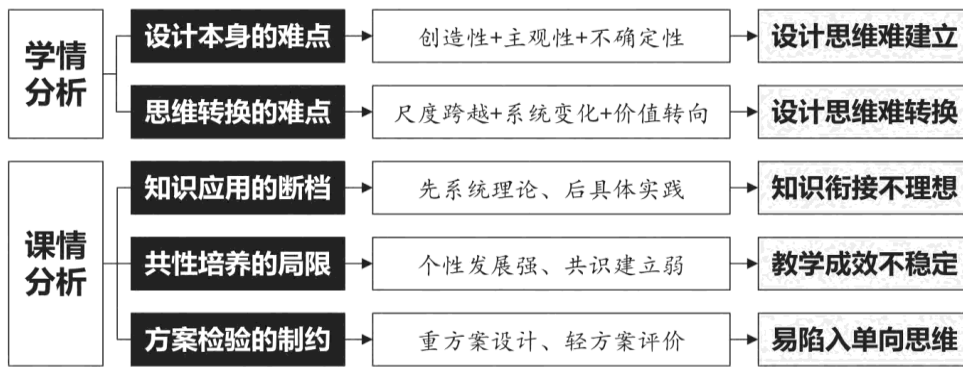 学情
分析
设计本身的难点
创造性+主观性+不确定性
设计思维难建立
思维转换的难点
尺度跨越+系统变化+价值转向
设计思维难转换
课情
分析
知识应用的断档
先系统理论、后具体实践
知识衔接不理想
共性培养的局限
个性发展强、共识建立弱
教学成效不稳定
方案检验的制约
重方案设计、轻方案评价
易陷入单向思维